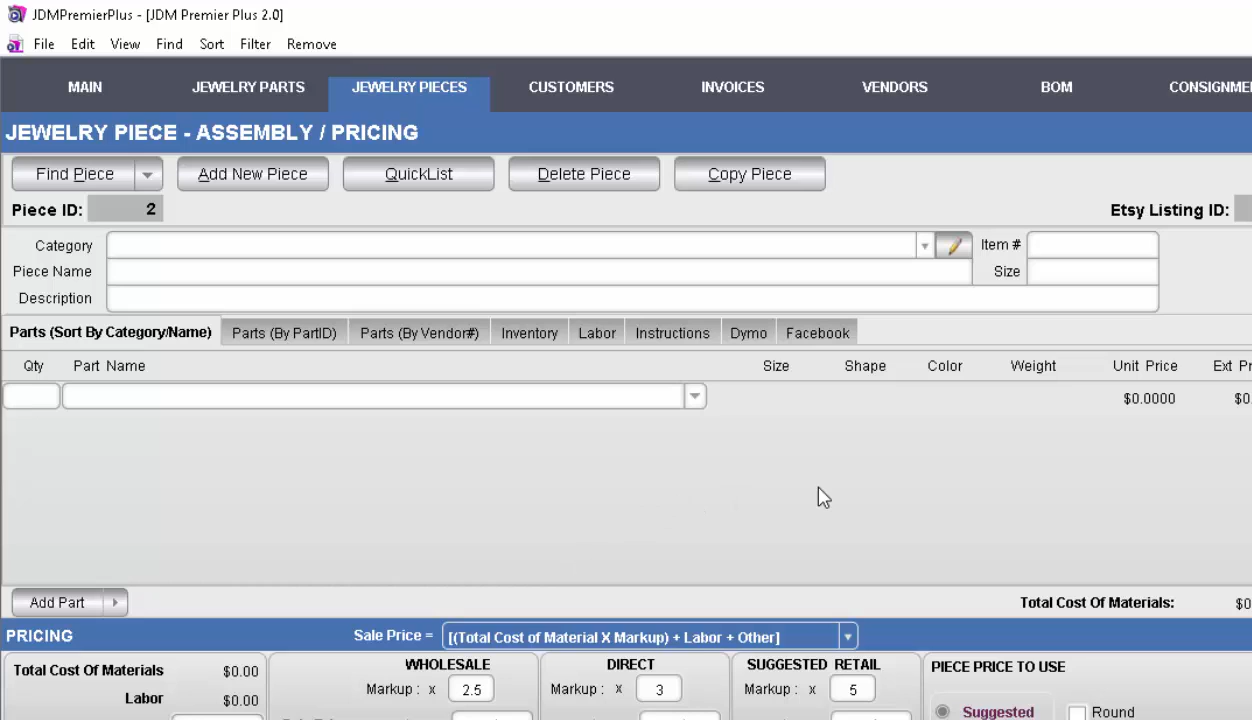 JDMPremierPlus - [JDM Premier Plus 2.0]
File Edit View Find Sort Filter Remove
MAIN JEWELRY PARTS JEWELRY PIECES CUSTOMERS INVOICES VENDORS BOM CONSIGNME
JEWELRY PIECE - ASSEMBLY / PRICING
Find Piece Add New Piece QuickList Delete Piece Copy Piece
Piece ID: 2 Etsy Listing ID:
Category Item #
Piece Name Size
Description
Parts (Sort By Category/Name) Parts (By PartID) Parts (By Vendor#) Inventory Labor Instructions Dymo Facebook
Qty Part Name Size Shape Color Weight Unit Price Ext Pr
$0.0000 $0.
Add Part Total Cost Of Materials: $0
PRICING Sale Price = [(Total Cost of Material X Markup) + Labor + Other]
WHOLESALE DIRECT SUGGESTED RETAIL PIECE PRICE TO USE
Total Cost Of Materials $0.00 Markup : x 2.5 Markup : x 3 Markup : x 5
Labor $0.00 Suggested Round